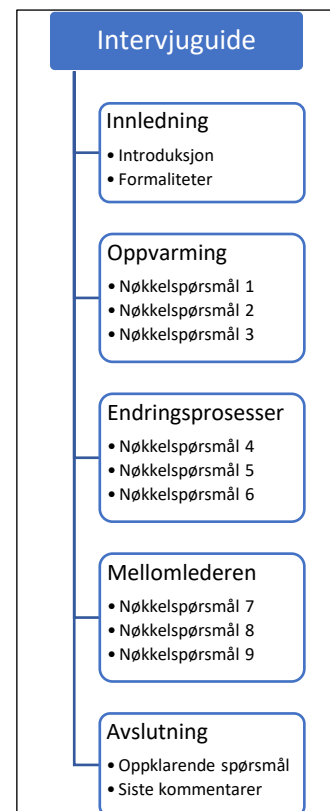 Intervjuguide
Innledning
• Introduksjon
• Formaliteter
Oppvarming
• Nøkkelspørsmål 1
• Nøkkelspørsmål 2
• Nøkkelspørsmål 3
Endringsprosesser
• Nøkkelspørsmål 4
• Nøkkelspørsmål 5
• Nøkkelspørsmål 6
Mellomlederen
• Nøkkelspørsmål 7
• Nøkkelspørsmål 8
• Nøkkelspørsmål 9
Avslutning
• Oppklarende spørsmål
• Siste kommentarer